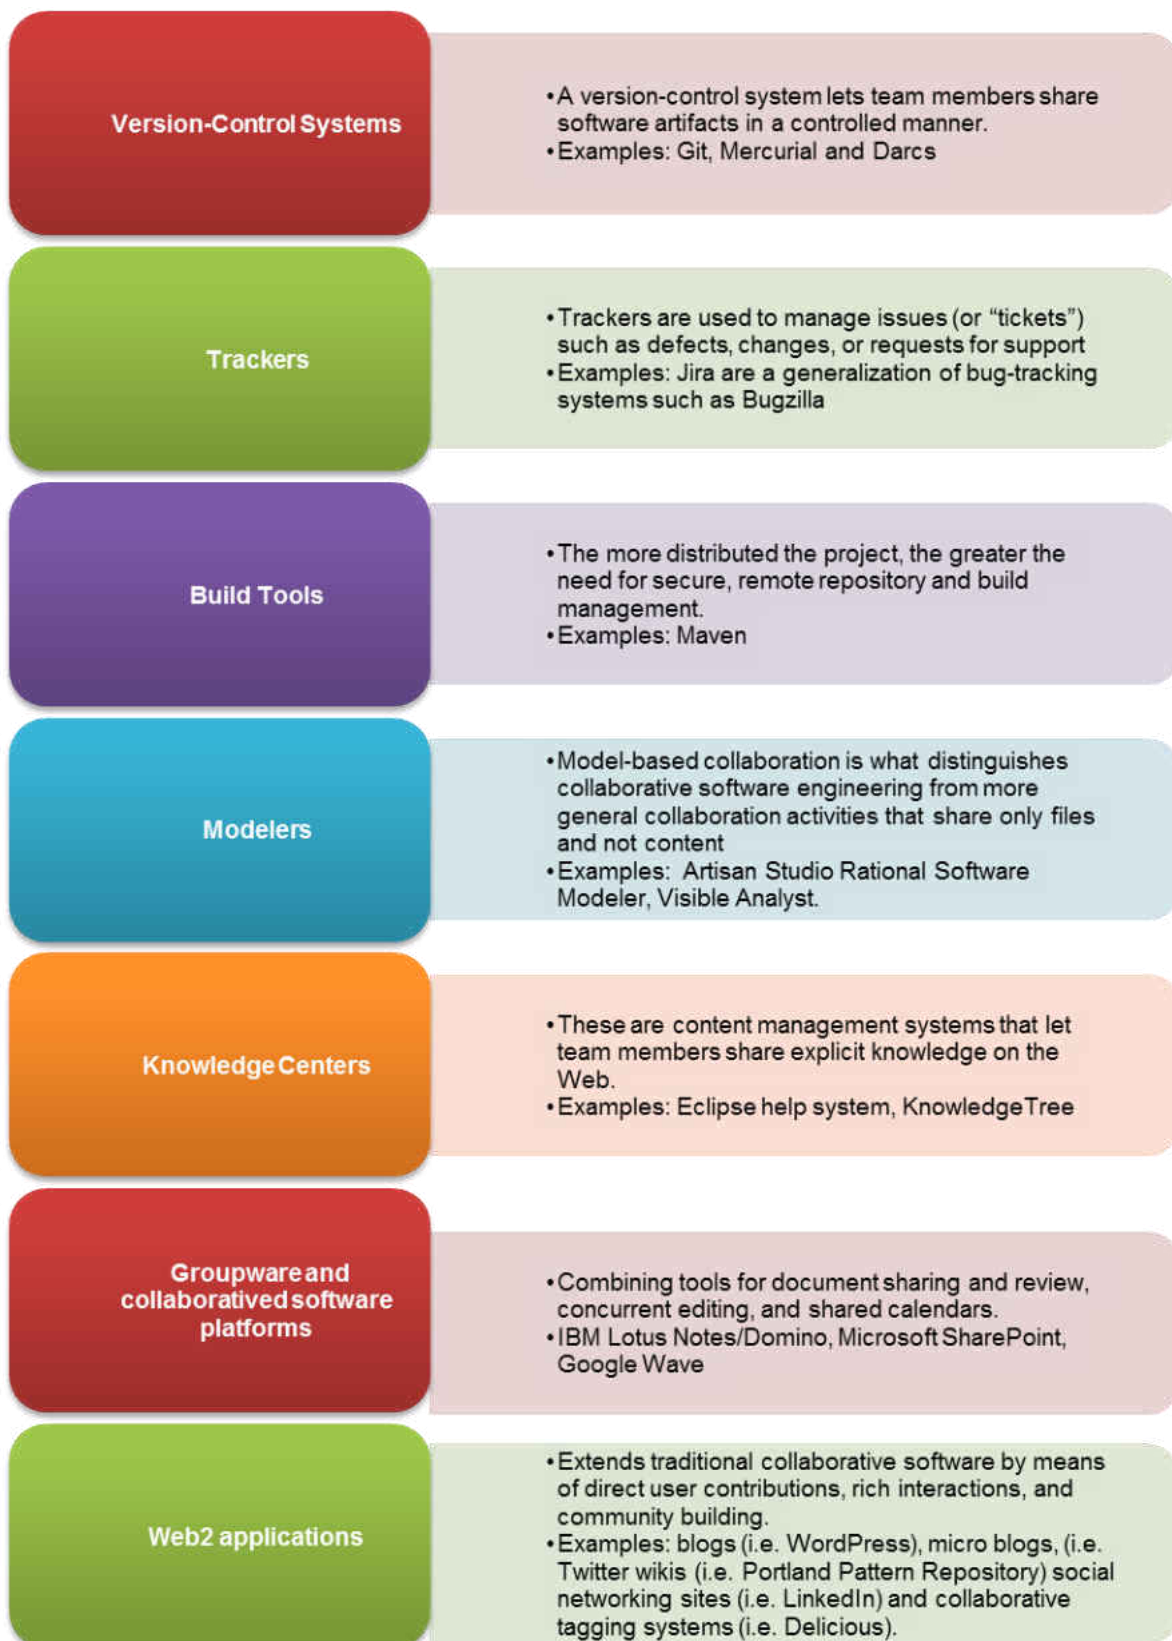 Version-Control Systems
•A version-control system lets team members share
software artifacts in a controlled manner.
•Examples: Git, Mercurial and Darcs
Trackers
•Trackers are used to manage issues (or “tickets”)
such as defects, changes, or requests for support
•Examples: Jira are a generalization of bug-tracking
systems such as Bugzilla
Build Tools
•The more distributed the project, the greater the
need for secure, remote repository and build
management.
•Examples: Maven
Modelers
•Model-based collaboration is what distinguishes
collaborative software engineering from more
general collaboration activities that share only files
and not content
•Examples: Artisan Studio Rational Software
Modeler, Visible Analyst.
Knowledge Centers
•These are content management systems that let
team members share explicit knowledge on the
Web.
•Examples: Eclipse help system, KnowledgeTree
Groupware and
collaboratived software
platforms
•Combining tools for document sharing and review,
concurrent editing, and shared calendars.
•IBM Lotus Notes/Domino, Microsoft SharePoint,
Google Wave
Web2 applications
•Extends traditional collaborative software by means
of direct user contributions, rich interactions, and
community building.
•Examples: blogs (i.e. WordPress), micro blogs, (i.e.
Twitter wikis (i.e. Portland Pattern Repository) social
networking sites (i.e. LinkedIn) and collaborative
tagging systems (i.e. Delicious).